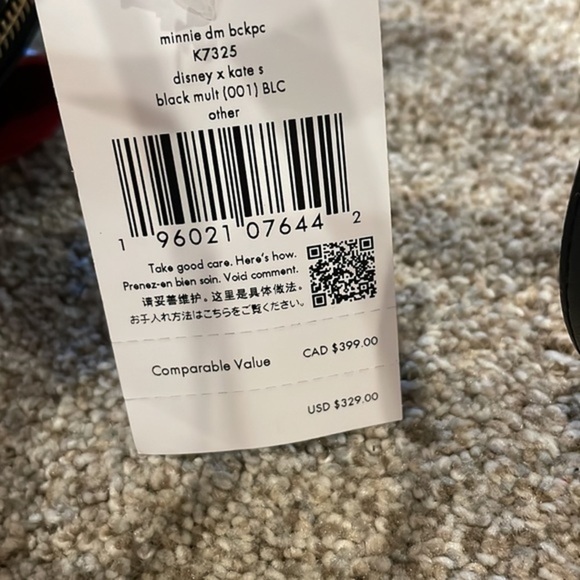 minnie dm bckpc
K7325
disney x kate s
black mult (001) BLC
other
1 96021 07644 2
Take good care. Here's how.
Prenez-en bien soin. Void comment.
请妥善维护。这里是具体做法。
お手入れ方法はこちらをご覧ください。
Comparable Value CAD $399.00
USD $329.00